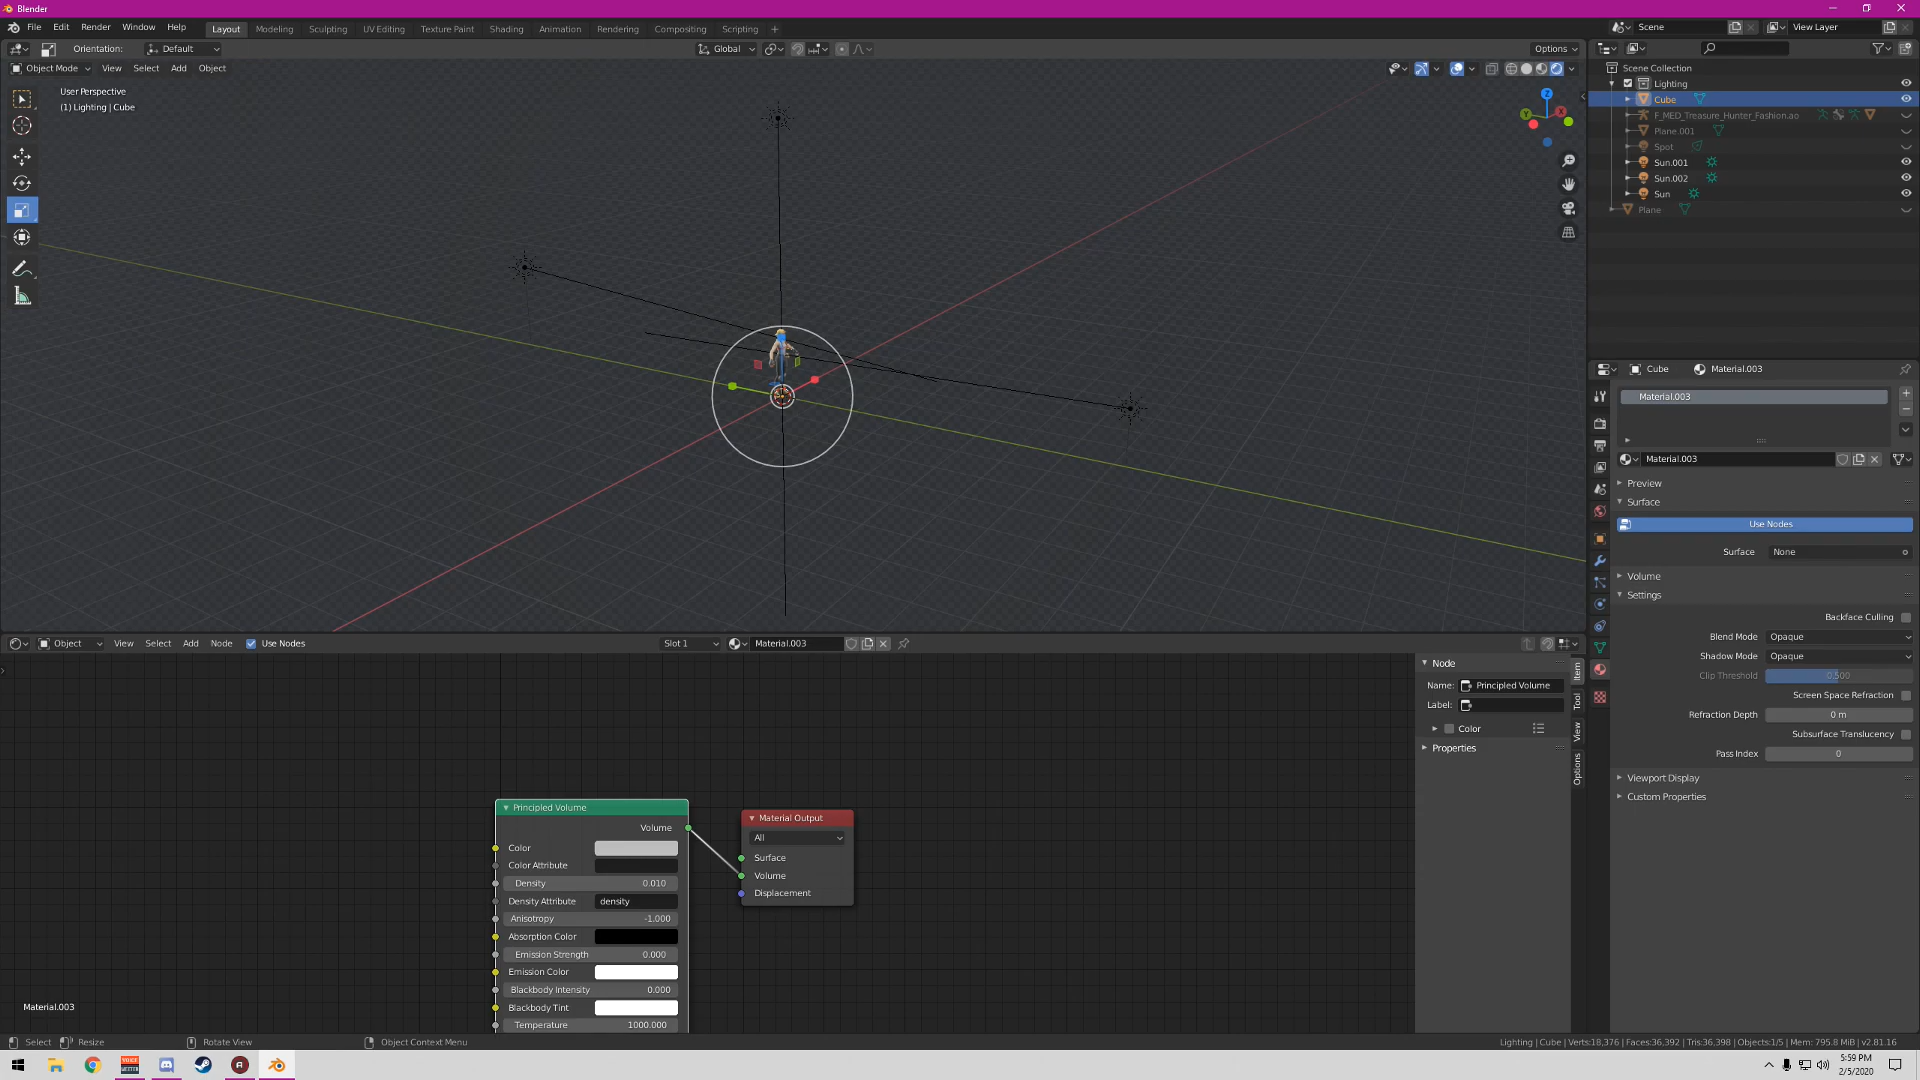 Blender
File Edit Render Window Help Layout Modeling Sculpting UV Editing Texture Paint Shading Animation Rendering Compositing Scripting + Scene View Layer
Orientation: Default Global Options
Object Mode View Select Add Object
User Perspective
(1) Lighting | Cube
Z
Y
X
Scene Collection
Lighting
Cube
F_MED_Treasure_Hunter_Fashion.ao
Plane.001
Spot
Sun.001
Sun.002
Sun
Plane
Cube Material.003
Material.003
Material.003
Preview
Surface
Use Nodes
Surface None
Volume
Settings
Backface Culling
Blend Mode Opaque
Shadow Mode Opaque
Clip Threshold 0.500
Screen Space Refraction
Refraction Depth 0 m
Subsurface Translucency
Pass Index 0
Viewport Display
Custom Properties
Object View Select Add Node Use Nodes Slot 1 Material.003
Node
Name: Principled Volume
Label:
Color
Properties
Item
Tool
View
Options
Principled Volume
Volume
Color
Color Attribute
Density 0.010
Density Attribute density
Anisotropy -1.000
Absorption Color
Emission Strength 0.000
Emission Color
Blackbody Intensity 0.000
Blackbody Tint
Temperature 1000.000
Material Output
All
Surface
Volume
Displacement
Material.003
Select Resize Rotate View Object Context Menu Lighting | Cube | Verts:18,376 | Faces:36,392 | Tris:36,398 | Objects:1/5 | Mem: 795.8 MiB | v2.81.16
5:59 PM
2/5/2020